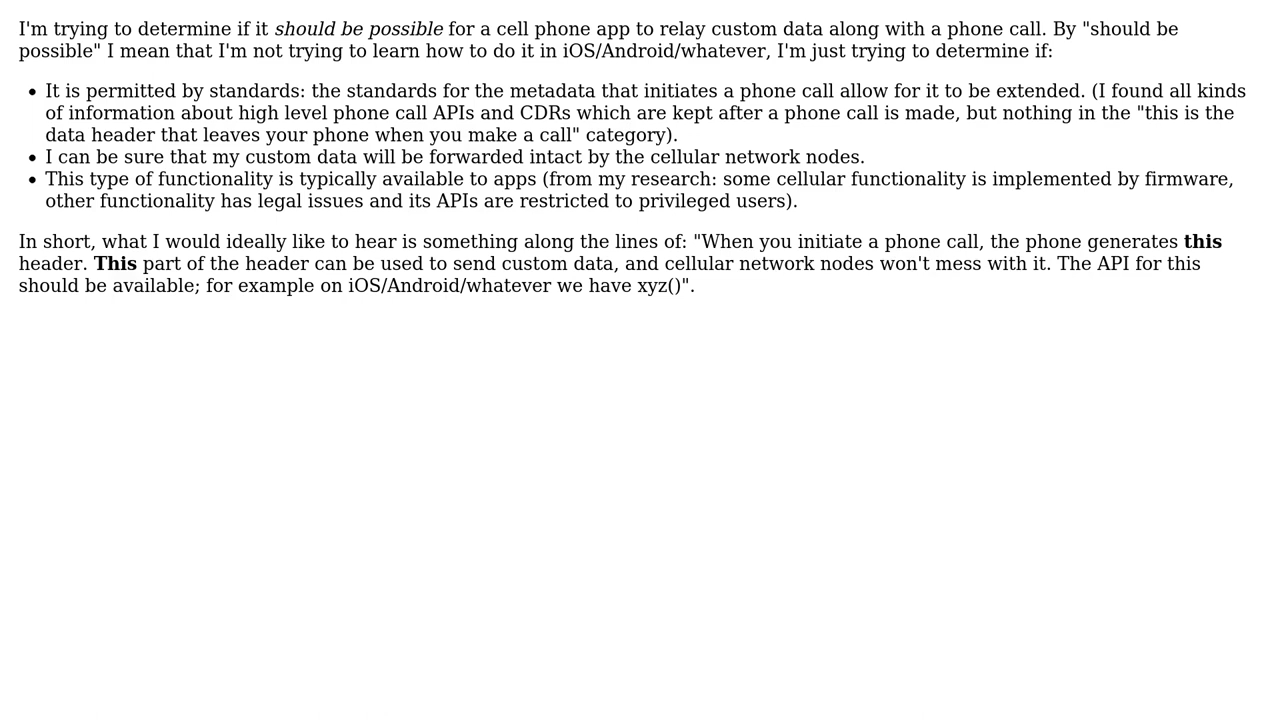 I'm trying to determine if it should be possible for a cell phone app to relay custom data along with a phone call. By "should be
possible" I mean that I'm not trying to learn how to do it in iOS/Android/whatever, I'm just trying to determine if:
• It is permitted by standards: the standards for the metadata that initiates a phone call allow for it to be extended. (I found all kinds
of information about high level phone call APIs and CDRs which are kept after a phone call is made, but nothing in the "this is the
data header that leaves your phone when you make a call" category).
• I can be sure that my custom data will be forwarded intact by the cellular network nodes.
• This type of functionality is typically available to apps (from my research: some cellular functionality is implemented by firmware,
other functionality has legal issues and its APIs are restricted to privileged users).
In short, what I would ideally like to hear is something along the lines of: "When you initiate a phone call, the phone generates this
header. This part of the header can be used to send custom data, and cellular network nodes won't mess with it. The API for this
should be available; for example on iOS/Android/whatever we have xyz()".